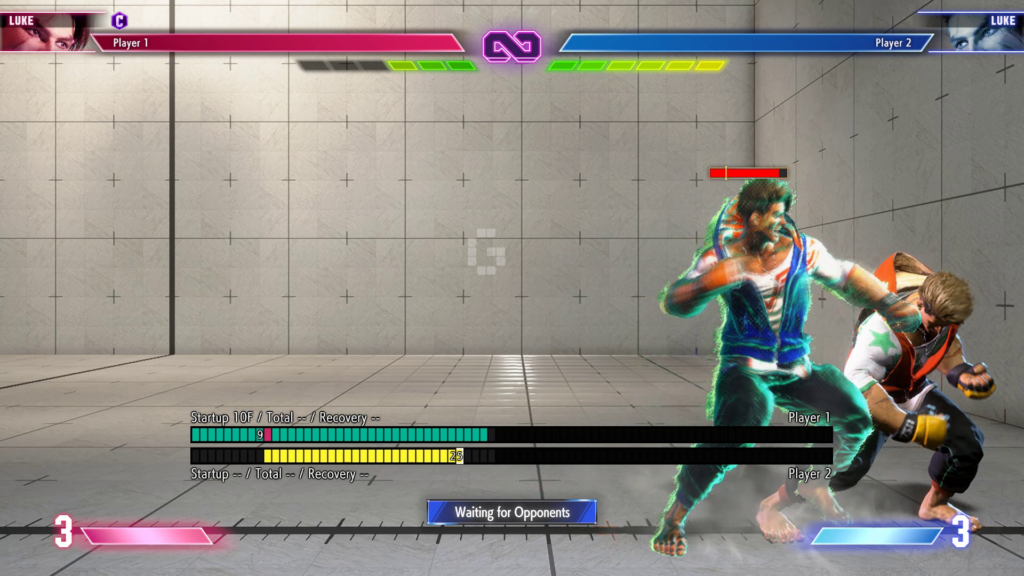 LUKE
C
LUKE
Player 1
Player 2
Startup 10F / Total -- / Recovery --
Player 1
9
25
Startup -- / Total -- / Recovery --
Player 2
Waiting for Opponents
3
3